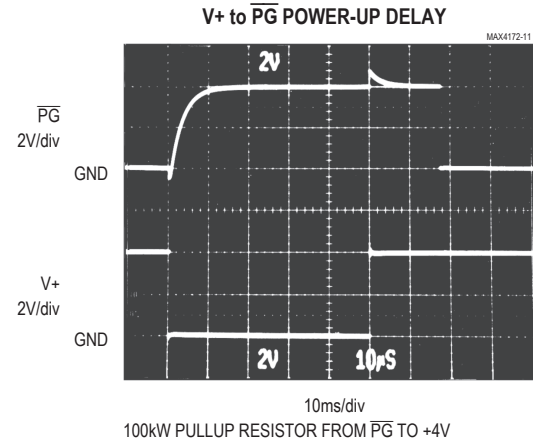 V+ to PG POWER-UP DELAY
MAX4172-11
2V
PG
2V/div
GND
V+
2V/div
GND
2V
10µS
10ms/div
100kW PULLUP RESISTOR FROM PG TO +4V